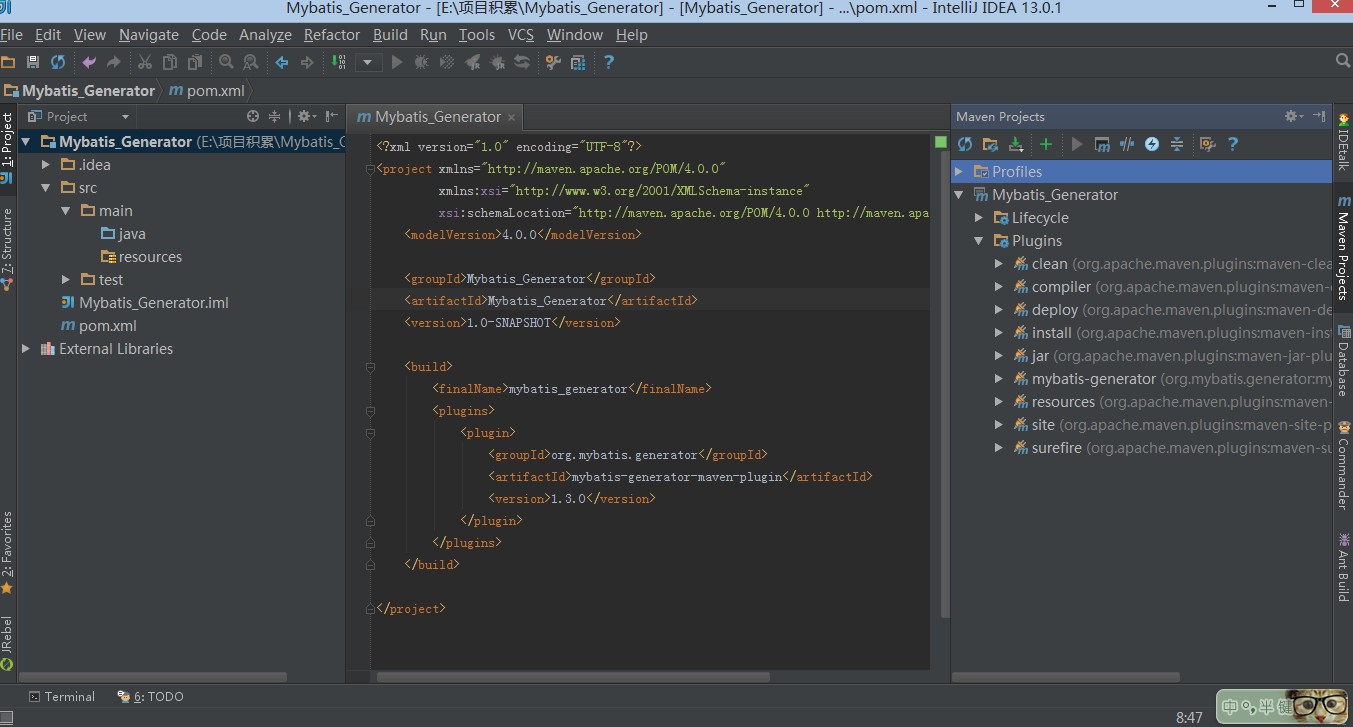 Mybatis_Generator - [E:\项目积累\Mybatis_Generator] - [Mybatis_Generator] - ...\pom.xml - IntelliJ IDEA 13.0.1
File Edit View Navigate Code Analyze Refactor Build Run Tools VCS Window Help
Mybatis_Generator pom.xml
1: Project
7: Structure
2: Favorites
JRebel
Project
Mybatis_Generator (E:\项目积累\Mybatis_G
.idea
src
main
java
resources
test
Mybatis_Generator.iml
pom.xml
External Libraries
Mybatis_Generator
<?xml version="1.0" encoding="UTF-8"?>
<project xmlns="http://maven.apache.org/POM/4.0.0"
xmlns:xsi="http://www.w3.org/2001/XMLSchema-instance"
xsi:schemaLocation="http://maven.apache.org/POM/4.0.0 http://maven.apa
<modelVersion>4.0.0</modelVersion>
<groupId>Mybatis_Generator</groupId>
<artifactId>Mybatis_Generator</artifactId>
<version>1.0-SNAPSHOT</version>
<build>
<finalName>mybatis_generator</finalName>
<plugins>
<plugin>
<groupId>org.mybatis.generator</groupId>
<artifactId>mybatis-generator-maven-plugin</artifactId>
<version>1.3.0</version>
</plugin>
</plugins>
</build>
</project>
Maven Projects
Profiles
Mybatis_Generator
Lifecycle
Plugins
clean (org.apache.maven.plugins:maven-clea
compiler (org.apache.maven.plugins:maven-
deploy (org.apache.maven.plugins:maven-de
install (org.apache.maven.plugins:maven-ins
jar (org.apache.maven.plugins:maven-jar-plu
mybatis-generator (org.mybatis.generator:my
resources (org.apache.maven.plugins:maven-
site (org.apache.maven.plugins:maven-site-p
surefire (org.apache.maven.plugins:maven-su
IDEtalk
Maven Projects
Database
Commander
Ant Build
Terminal 6: TODO
8:47
中 半